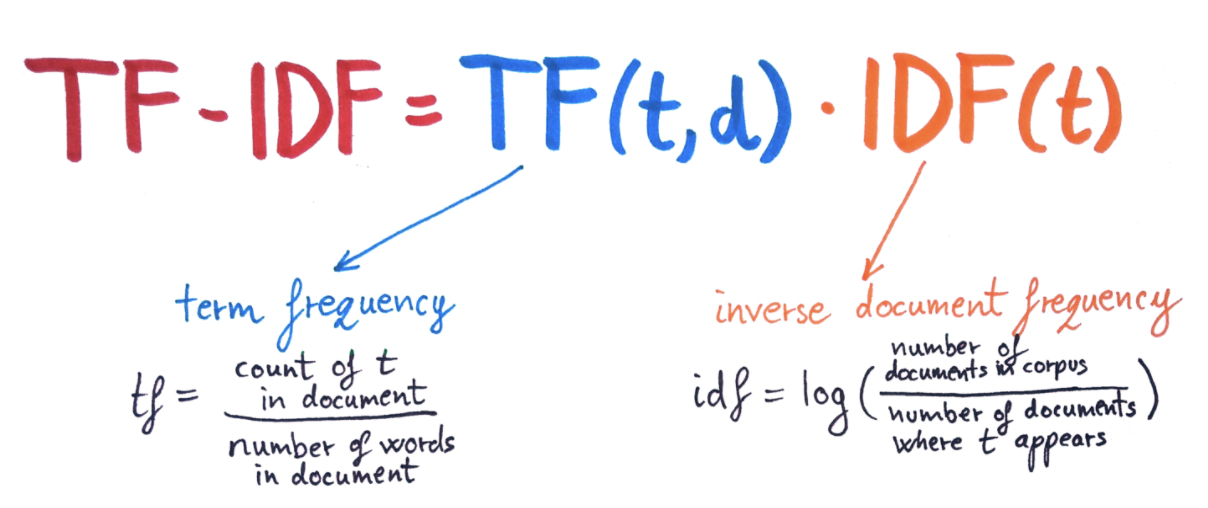 TF-IDF = TF(t,d) · IDF(t)
term frequency
inverse document frequency
tf = count of t in document / number of words in document
idf = log(number of documents in corpus / number of documents where t appears)